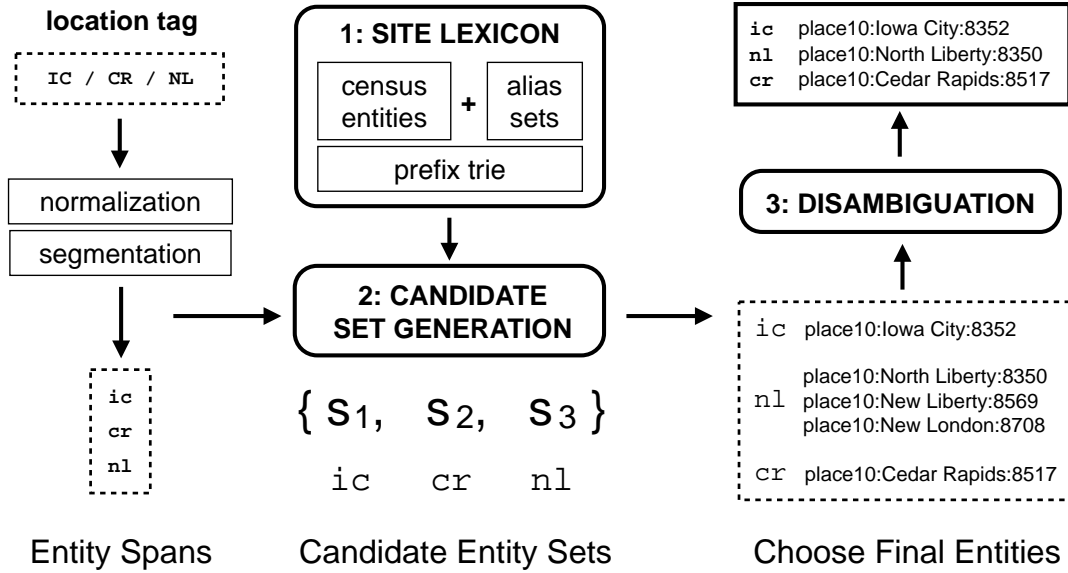 location tag
IC / CR / NL
normalization
segmentation
ic
cr
nl
Entity Spans
1: SITE LEXICON
census
entities
+
alias
sets
prefix trie
2: CANDIDATE
SET GENERATION
{ s1, s2, s3 }
ic cr nl
Candidate Entity Sets
ic place10:Iowa City:8352
nl place10:North Liberty:8350
cr place10:Cedar Rapids:8517
3: DISAMBIGUATION
ic place10:Iowa City:8352
place10:North Liberty:8350
nl place10:New Liberty:8569
place10:New London:8708
cr place10:Cedar Rapids:8517
Choose Final Entities